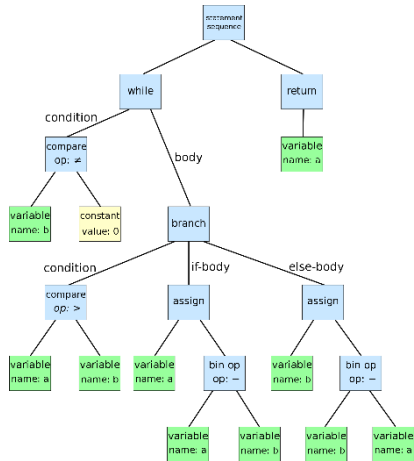 statement
sequence
while
return
condition
body
variable
name: a
compare
op: ≠
variable
name: b
constant
value: 0
branch
condition
if-body
else-body
compare
op: >
assign
assign
variable
name: a
variable
name: b
variable
name: a
bin op
op: −
variable
name: b
bin op
op: −
variable
name: a
variable
name: b
variable
name: b
variable
name: a